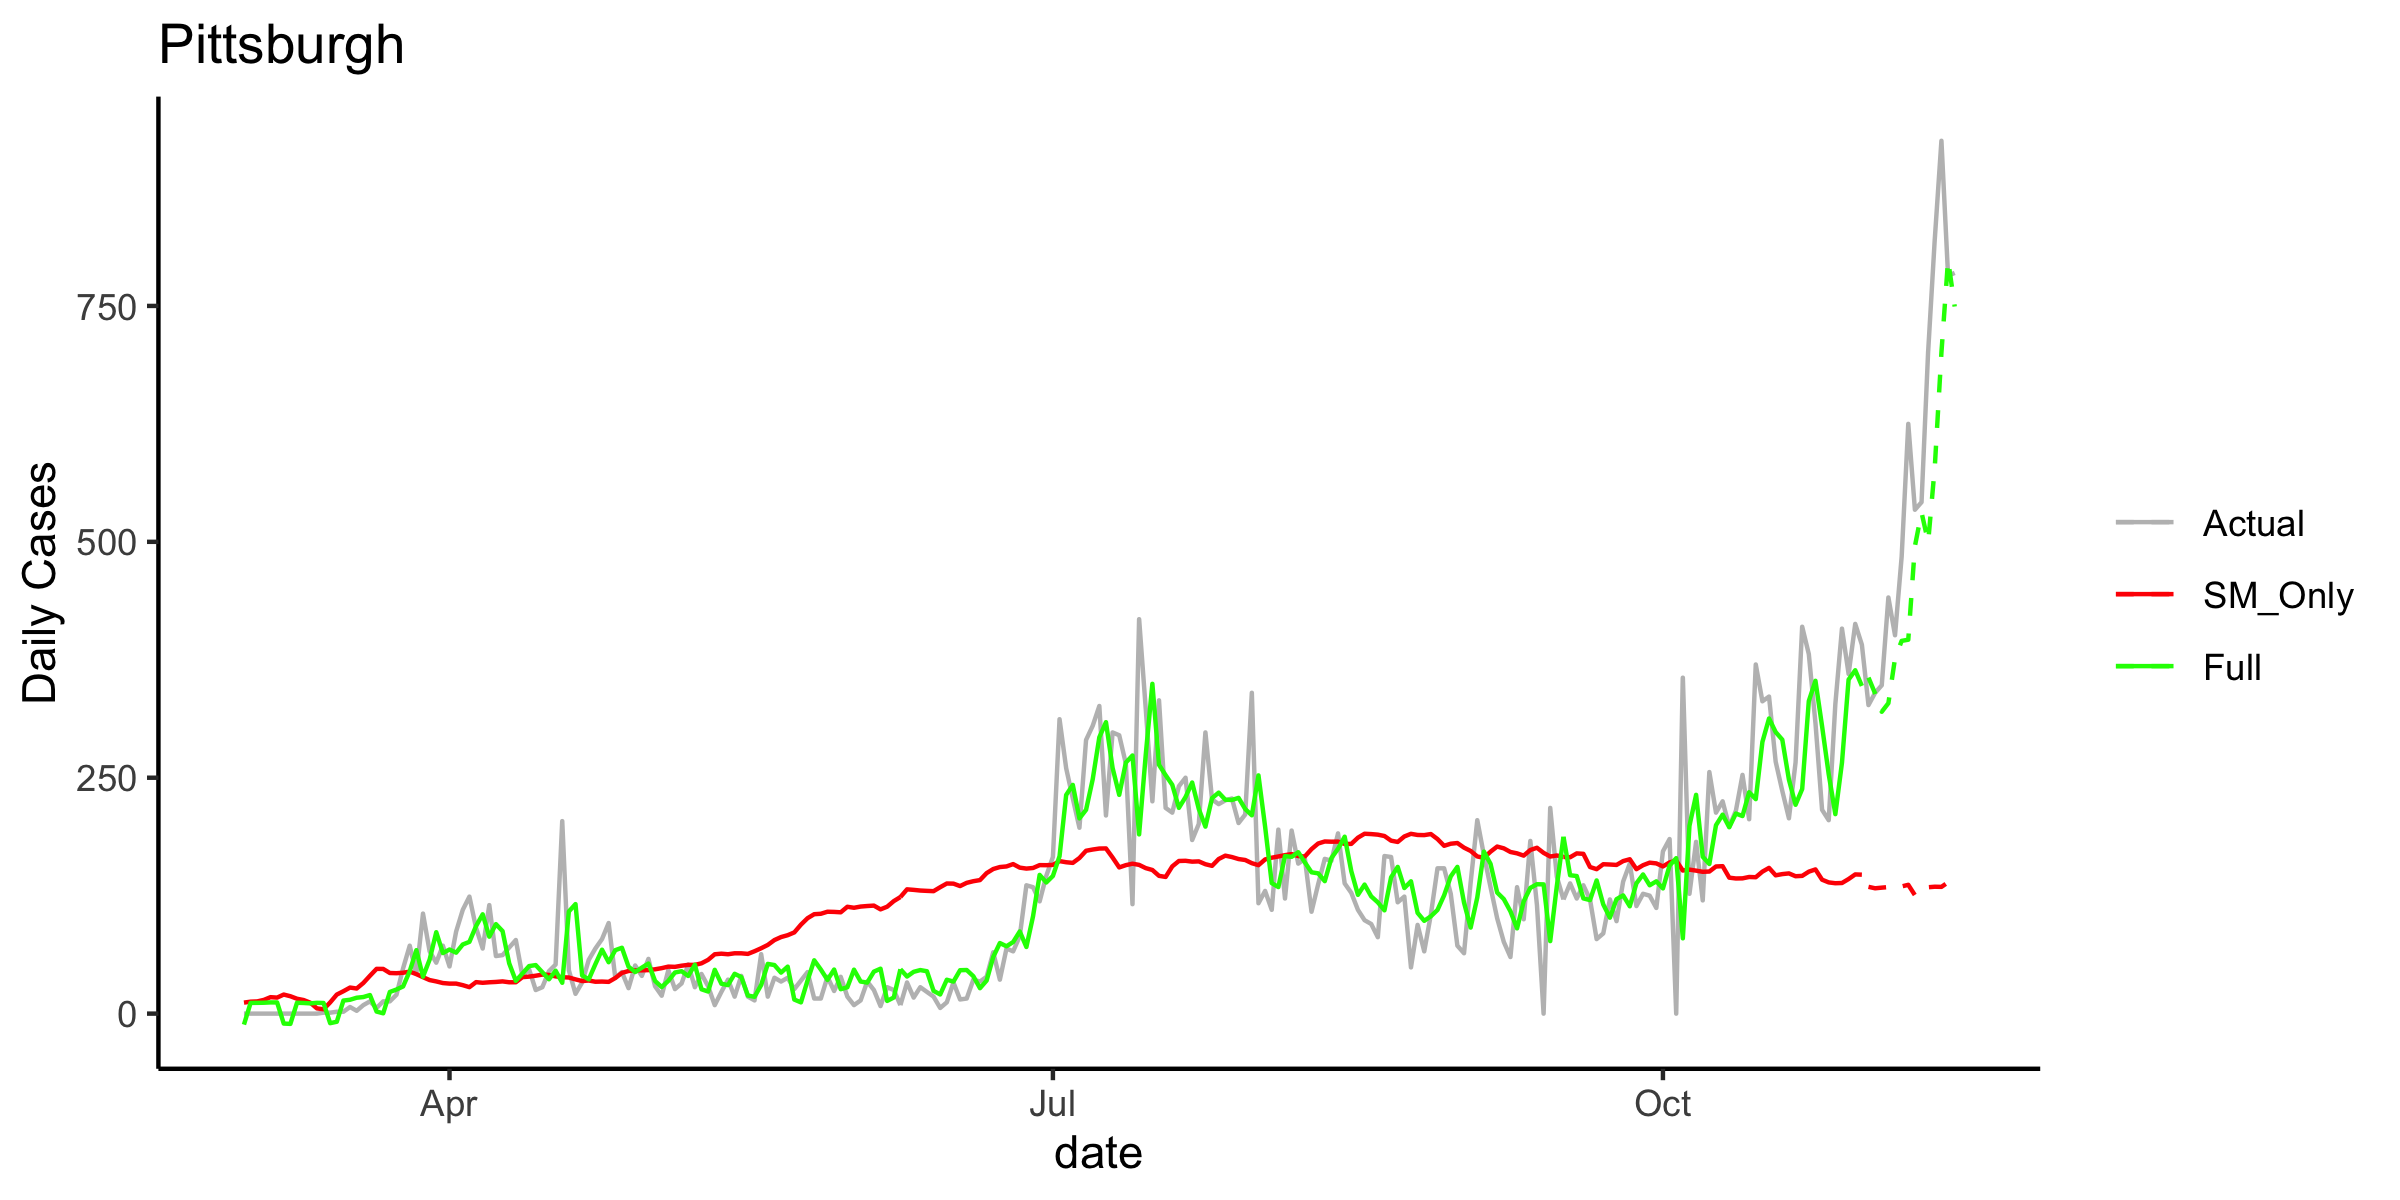 Pittsburgh
Daily Cases
750
500
250
0
Apr
Jul
Oct
date
Actual
SM_Only
Full